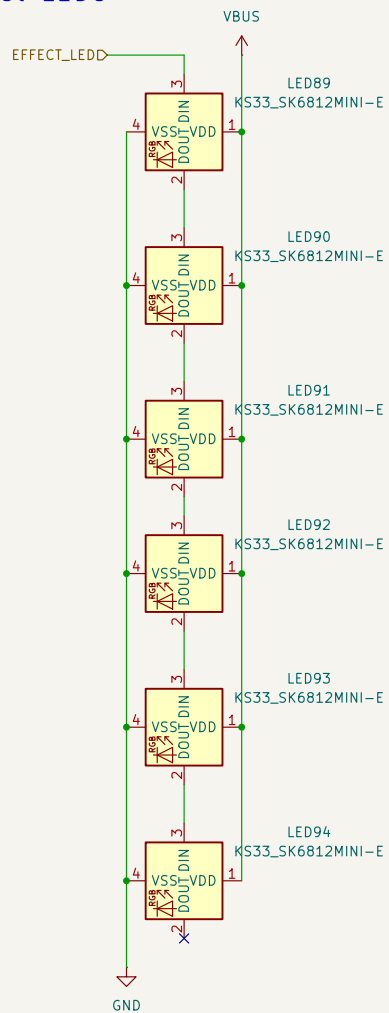 VBUS
EFFECT_LED
LED89
KS33_SK6812MINI-E
3
DIN
4 VSS VDD 1
RGB
DOUT
2
LED90
KS33_SK6812MINI-E
3
DIN
4 VSS VDD 1
RGB
DOUT
2
LED91
KS33_SK6812MINI-E
3
DIN
4 VSS VDD 1
RGB
DOUT
2
LED92
KS33_SK6812MINI-E
3
DIN
4 VSS VDD 1
RGB
DOUT
2
LED93
KS33_SK6812MINI-E
3
DIN
4 VSS VDD 1
RGB
DOUT
2
LED94
KS33_SK6812MINI-E
3
DIN
4 VSS VDD 1
RGB
DOUT
2
GND